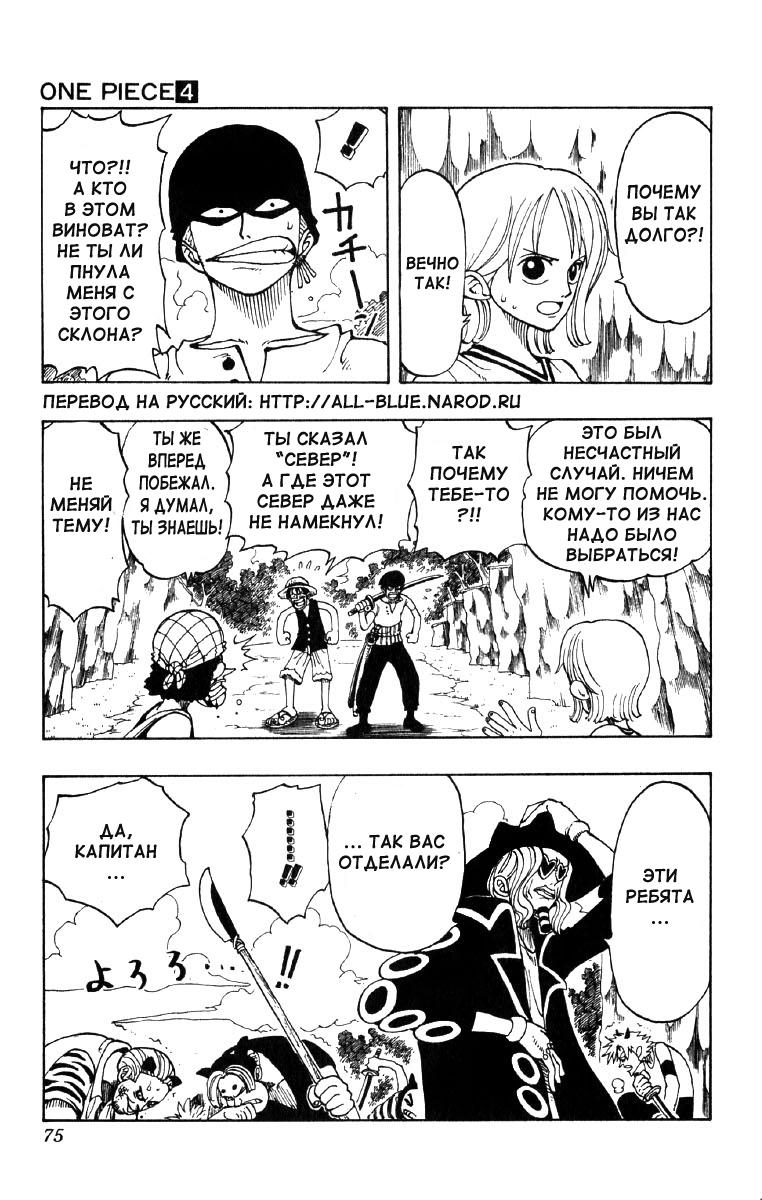 ONE PIECE 4
ПОЧЕМУ
ВЫ ТАК
ДОЛГО?!
ВЕЧНО
ТАК!
!!
カチーン
ЧТО?!!
А КТО
В ЭТОМ
ВИНОВАТ?
НЕ ТЫ ЛИ
ПНУЛА
МЕНЯ С
ЭТОГО
СКЛОНА?
ПЕРЕВОД НА РУССКИЙ: HTTP://ALL-BLUE.NAROD.RU
ЭТО БЫЛ
НЕСЧАСТНЫЙ
СЛУЧАЙ. НИЧЕМ
НЕ МОГУ ПОМОЧЬ.
КОМУ-ТО ИЗ НАС
НАДО БЫЛО
ВЫБРАТЬСЯ!
ТАК
ПОЧЕМУ
ТЕБЕ-ТО
?!!
ТЫ СКАЗАЛ
"СЕВЕР"!
А ГДЕ ЭТОТ
СЕВЕР ДАЖЕ
НЕ НАМЕКНУЛ!
ТЫ ЖЕ
ВПЕРЕД
ПОБЕЖАЛ.
Я ДУМАЛ,
ТЫ ЗНАЕШЬ!
НЕ
МЕНЯЙ
ТЕМУ!
ЭТИ
РЕБЯТА
...
... ТАК ВАС
ОТДЕЛАЛИ?
......!!
!!
ДА,
КАПИТАН
...
よろろ...
75